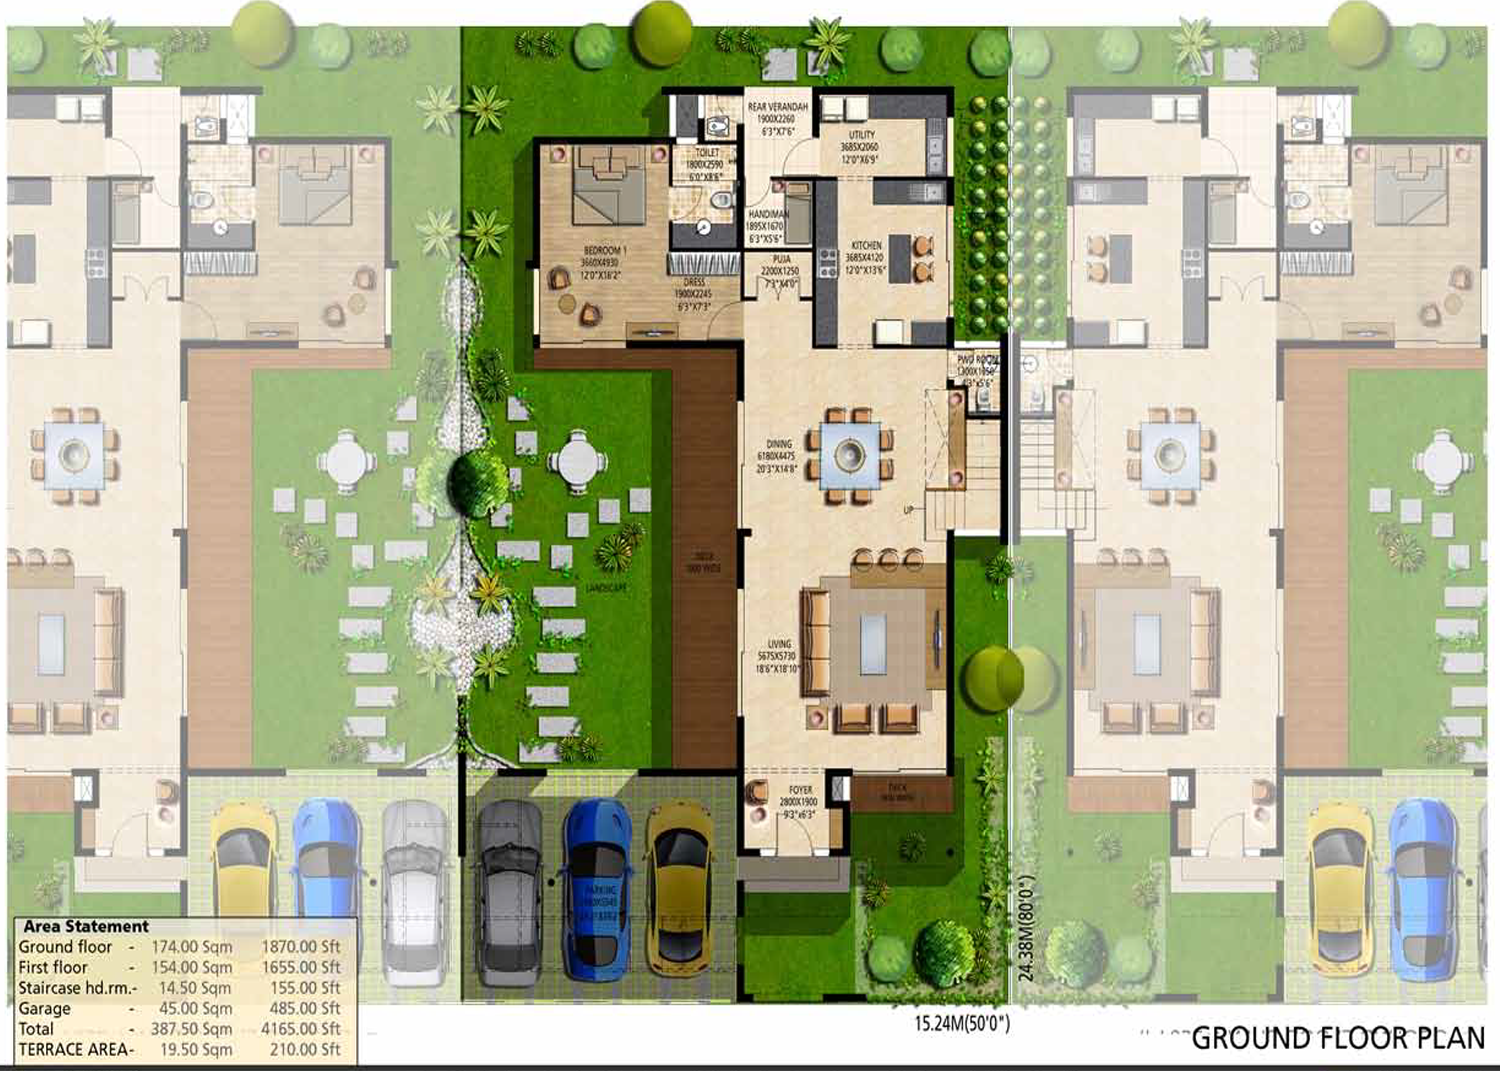 REAR VERANDAH
1900X2260
6'3"X7'6"
UTILITY
3685X2060
12'0"X6'9"
TOILET
1800X2590
6'0"X8'6"
HANDIMAN
1895X1670
6'3"X5'6"
KITCHEN
3685X4120
12'0"X13'6"
BEDROOM 1
3660X4930
12'0"X16'2"
PUJA
2200X1250
7'3"X4'0"
DRESS
1900X2245
6'3"X7'3"
PWD ROOM
4'3"x5'6"
DINING
6180X4475
20'3"X14'8"
UP
DECK
WIDE
LANDSCAPE
LIVING
5675X5730
18'6"X18'10"
FOYER
2800X1900
9'3"x6'3"
PARKING
24.38M(80'0")
15.24M(50'0")
Area Statement
Ground floor - 174.00 Sqm 1870.00 Sft
First floor - 154.00 Sqm 1655.00 Sft
Staircase hd.rm.- 14.50 Sqm 155.00 Sft
Garage - 45.00 Sqm 485.00 Sft
Total - 387.50 Sqm 4165.00 Sft
TERRACE AREA- 19.50 Sqm 210.00 Sft
GROUND FLOOR PLAN